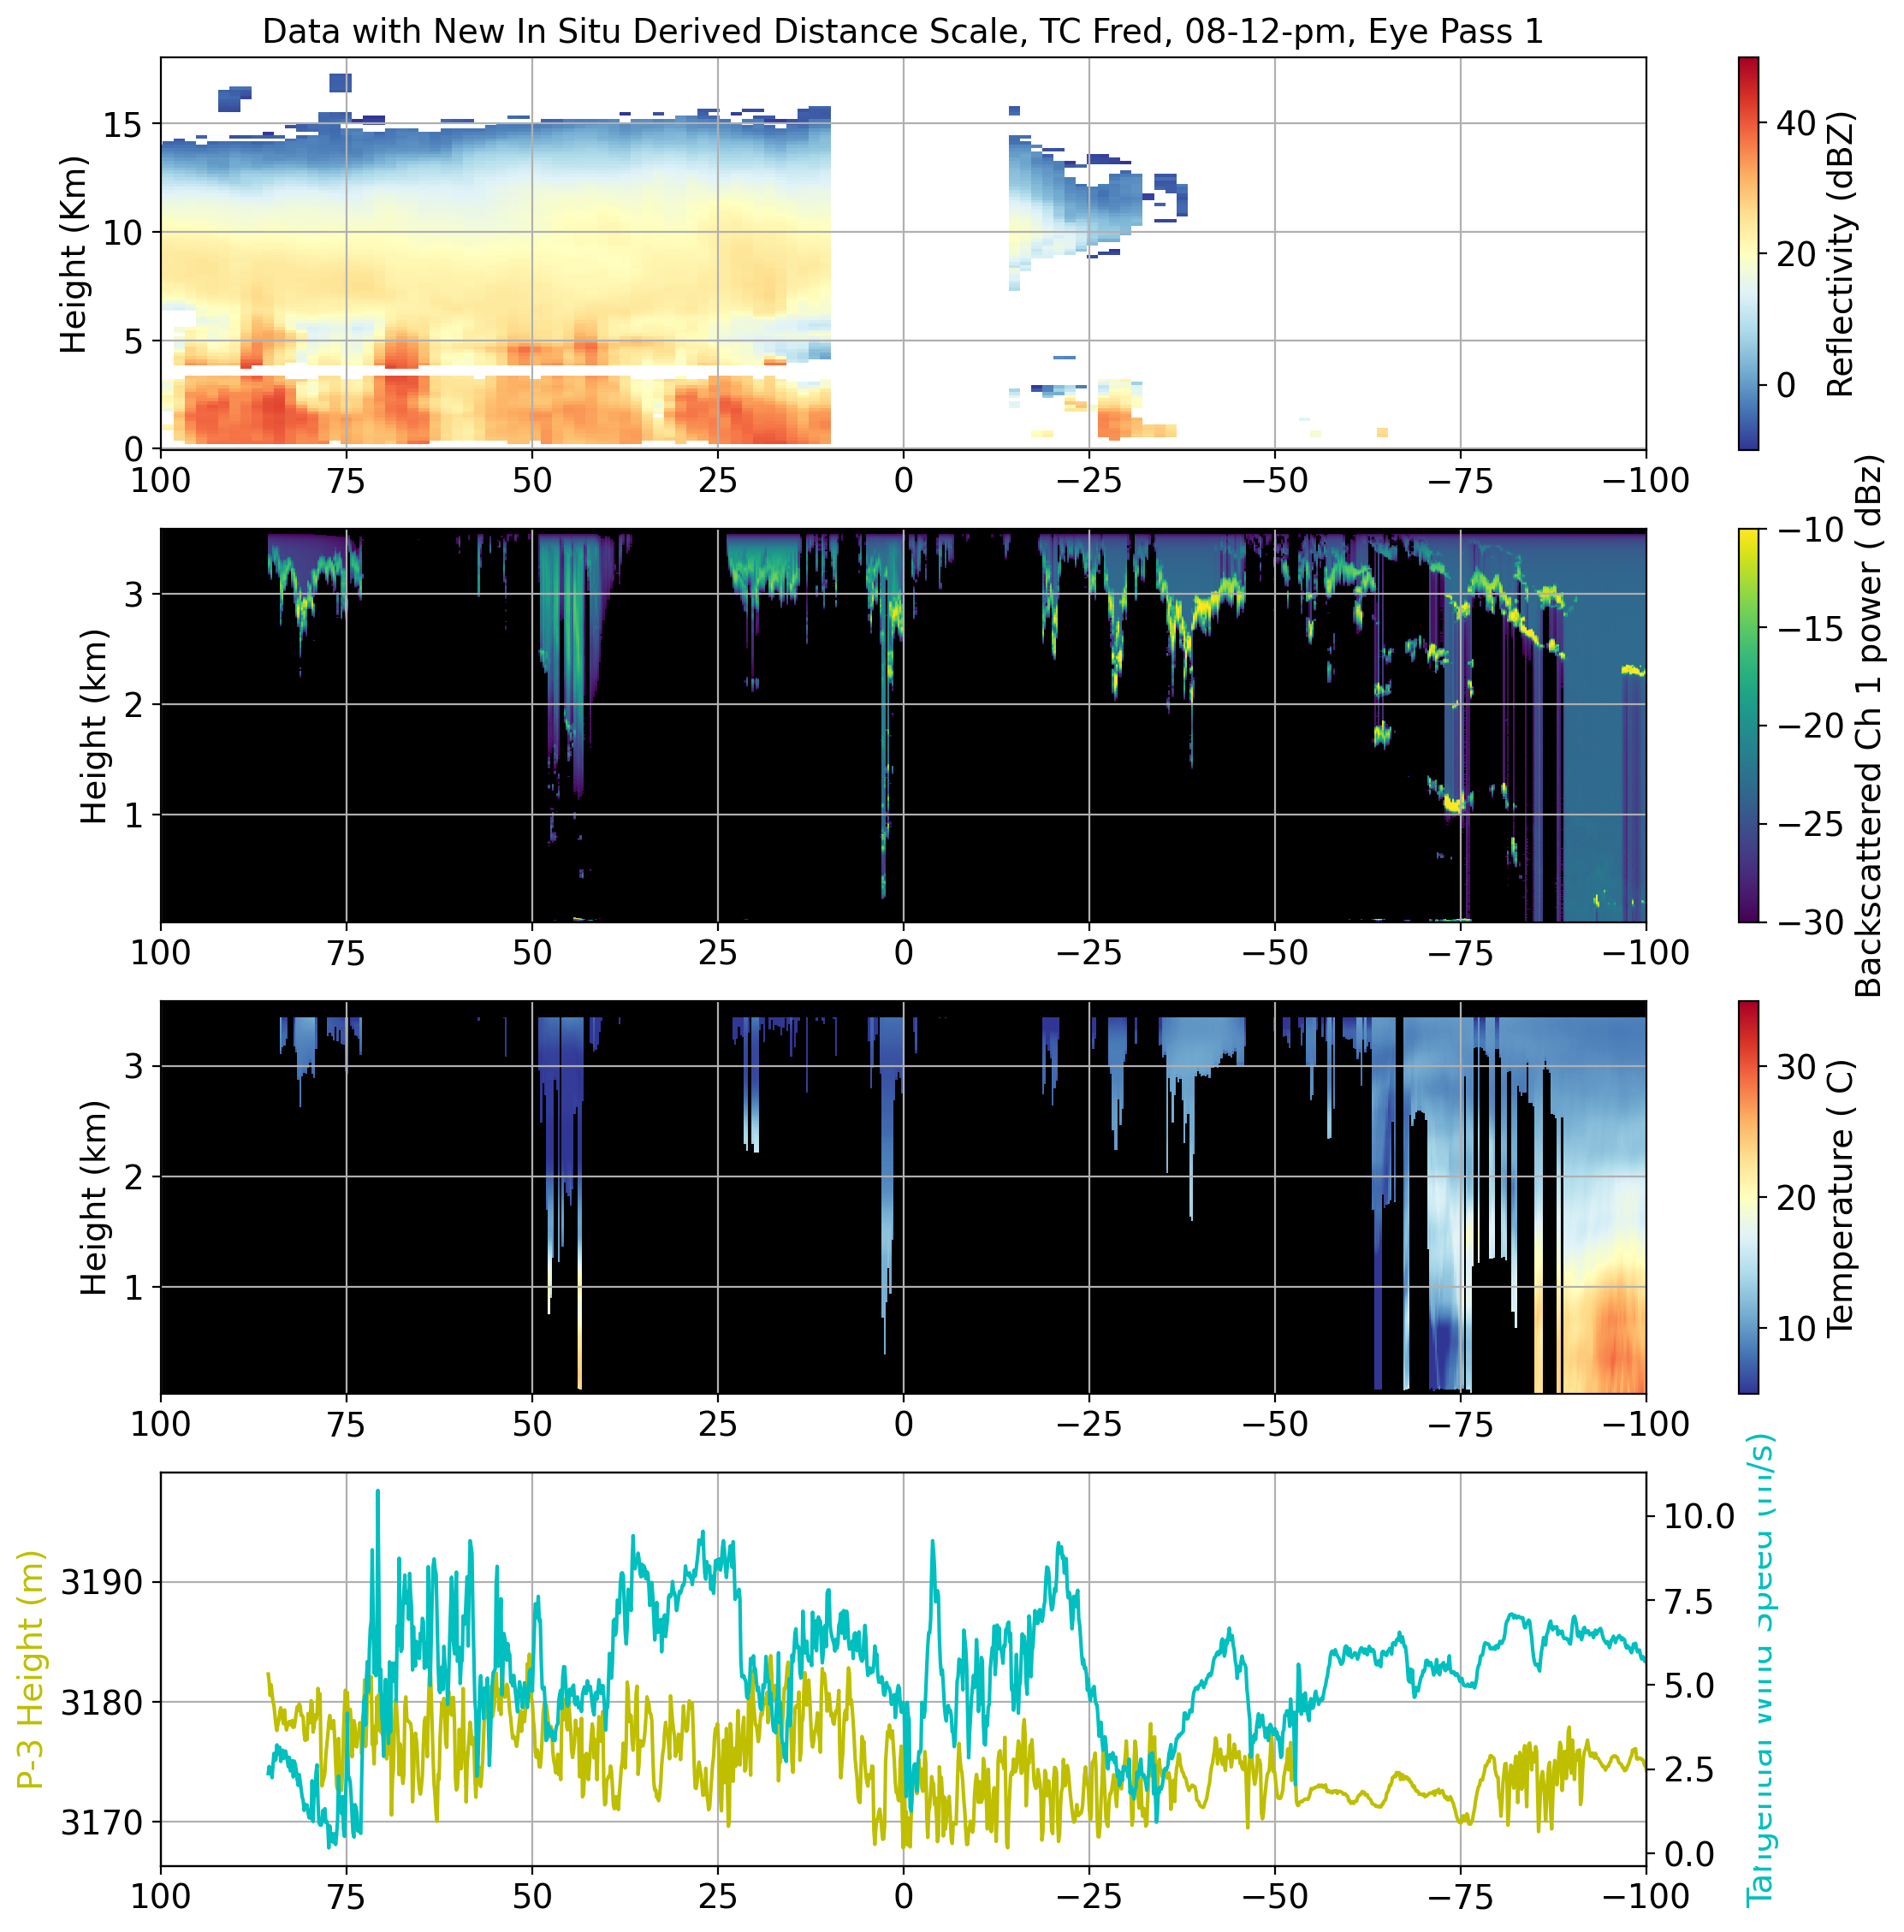 Data with New In Situ Derived Distance Scale, TC Fred, 08-12-pm, Eye Pass 1
Height (Km)
15
10
5
0
100 75 50 25 0 −25 −50 −75 −100
40
20
0
Reflectivity (dBZ)
Height (km)
3
2
1
100 75 50 25 0 −25 −50 −75 −100
−10
−15
−20
−25
−30
Backscattered Ch 1 power ( dBz)
Height (km)
3
2
1
100 75 50 25 0 −25 −50 −75 −100
30
20
10
Temperature ( C)
P-3 Height (m)
3190
3180
3170
100 75 50 25 0 −25 −50 −75 −100
10.0
7.5
5.0
2.5
0.0
Tangential Wind Speed (m/s)